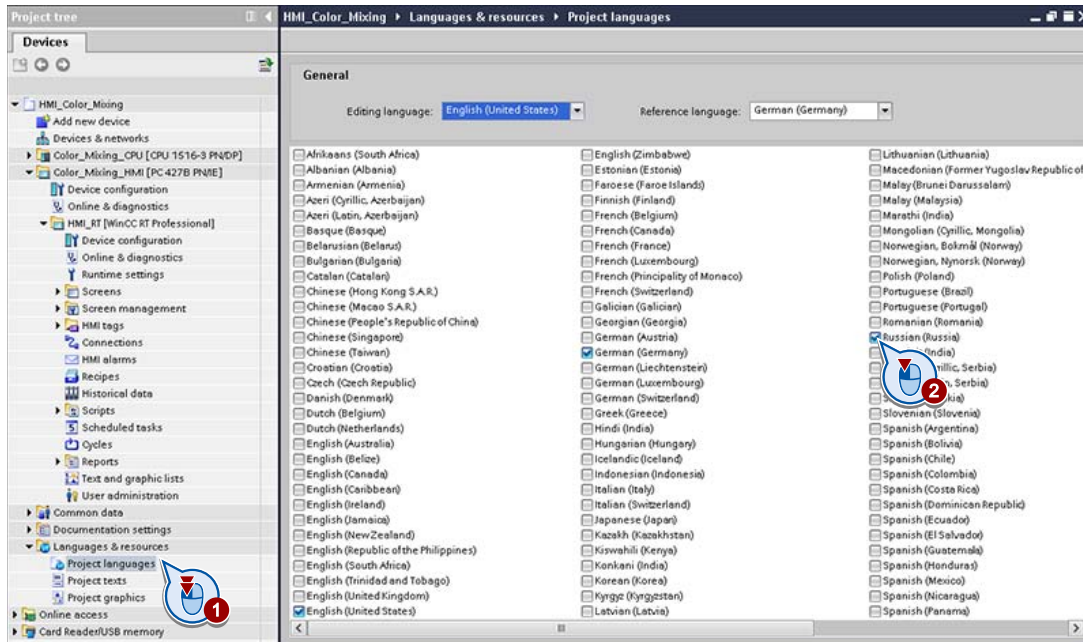 Project tree
HMI_Color_Mixing ▸ Languages & resources ▸ Project languages
Devices
HMI_Color_Mixing
Add new device
Devices & networks
Color_Mixing_CPU [CPU 1516-3 PN/DP]
Color_Mixing_HMI [PC 427B PN/IE]
Device configuration
Online & diagnostics
HMI_RT [WinCC RT Professional]
Device configuration
Online & diagnostics
Runtime settings
Screens
Screen management
HMI tags
Connections
HMI alarms
Recipes
Historical data
Scripts
Scheduled tasks
Cycles
Reports
Text and graphic lists
User administration
Common data
Documentation settings
Languages & resources
Project languages
Project texts
Project graphics
1
Online access
Card Reader/USB memory
General
Editing language: English (United States) Reference language: German (Germany)
Afrikaans (South Africa)
Albanian (Albania)
Armenian (Armenia)
Azeri (Cyrillic, Azerbaijan)
Azeri (Latin, Azerbaijan)
Basque (Basque)
Belarusian (Belarus)
Bulgarian (Bulgaria)
Catalan (Catalan)
Chinese (Hong Kong S.A.R.)
Chinese (Macao S.A.R.)
Chinese (People's Republic of China)
Chinese (Singapore)
Chinese (Taiwan)
Croatian (Croatia)
Czech (Czech Republic)
Danish (Denmark)
Dutch (Belgium)
Dutch (Netherlands)
English (Australia)
English (Belize)
English (Canada)
English (Caribbean)
English (Ireland)
English (Jamaica)
English (New Zealand)
English (Republic of the Philippines)
English (South Africa)
English (Trinidad and Tobago)
English (United Kingdom)
English (United States)
English (Zimbabwe)
Estonian (Estonia)
Faroese (Faroe Islands)
Finnish (Finland)
French (Belgium)
French (Canada)
French (France)
French (Luxembourg)
French (Principality of Monaco)
French (Switzerland)
Galician (Galician)
Georgian (Georgia)
German (Austria)
German (Germany)
German (Liechtenstein)
German (Luxembourg)
German (Switzerland)
Greek (Greece)
Hindi (India)
Hungarian (Hungary)
Icelandic (Iceland)
Indonesian (Indonesia)
Italian (Italy)
Italian (Switzerland)
Japanese (Japan)
Kazakh (Kazakhstan)
Kiswahili (Kenya)
Konkani (India)
Korean (Korea)
Kyrgyz (Kyrgyzstan)
Latvian (Latvia)
Lithuanian (Lithuania)
Macedonian (Former Yugoslav Republic of
Malay (Brunei Darussalam)
Malay (Malaysia)
Marathi (India)
Mongolian (Cyrillic, Mongolia)
Norwegian, Bokmål (Norway)
Norwegian, Nynorsk (Norway)
Polish (Poland)
Portuguese (Brazil)
Portuguese (Portugal)
Romanian (Romania)
Russian (Russia)
(India)
Serbia)
2
Serbia)
Slovenian (Slovenia)
Spanish (Argentina)
Spanish (Bolivia)
Spanish (Chile)
Spanish (Colombia)
Spanish (Costa Rica)
Spanish (Dominican Republic)
Spanish (Ecuador)
Spanish (El Salvador)
Spanish (Guatemala)
Spanish (Honduras)
Spanish (Mexico)
Spanish (Nicaragua)
Spanish (Panama)